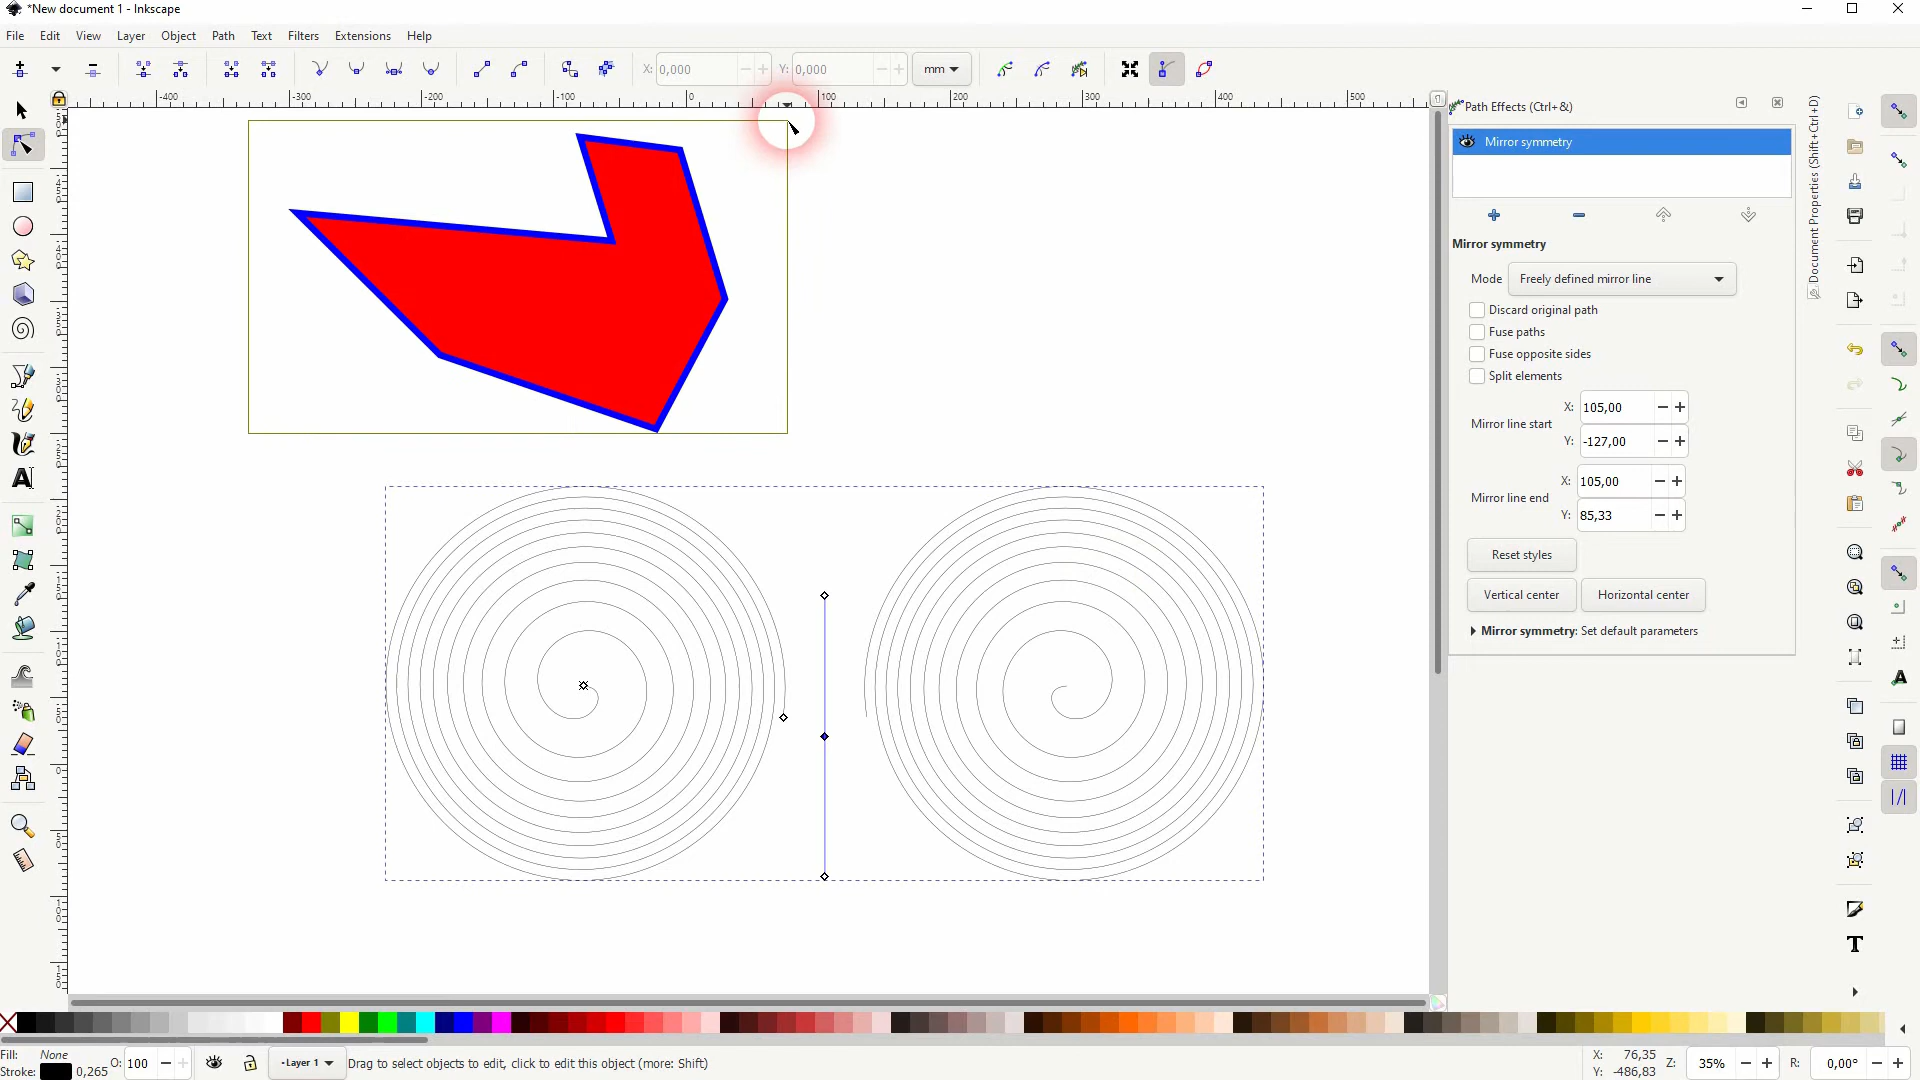 *New document 1 - Inkscape
File Edit View Layer Object Path Text Filters Extensions Help
X: 0,000 Y: 0,000 mm
-400 -300 -200 -100 0 100 200 300 400 500
Path Effects (Ctrl+&)
Document Properties (Shift+Ctrl+D)
Mirror symmetry
Mirror symmetry
Mode Freely defined mirror line
Discard original path
Fuse paths
Fuse opposite sides
Split elements
Mirror line start
X: 105,00
Y: -127,00
Mirror line end
X: 105,00
Y: 85,33
Reset styles
Vertical center Horizontal center
Mirror symmetry: Set default parameters
Fill: None
Stroke: 0,265
O: 100
-Layer 1
Drag to select objects to edit, click to edit this object (more: Shift)
X: 76,35
Y: -486,83
Z: 35%
R: 0,00°